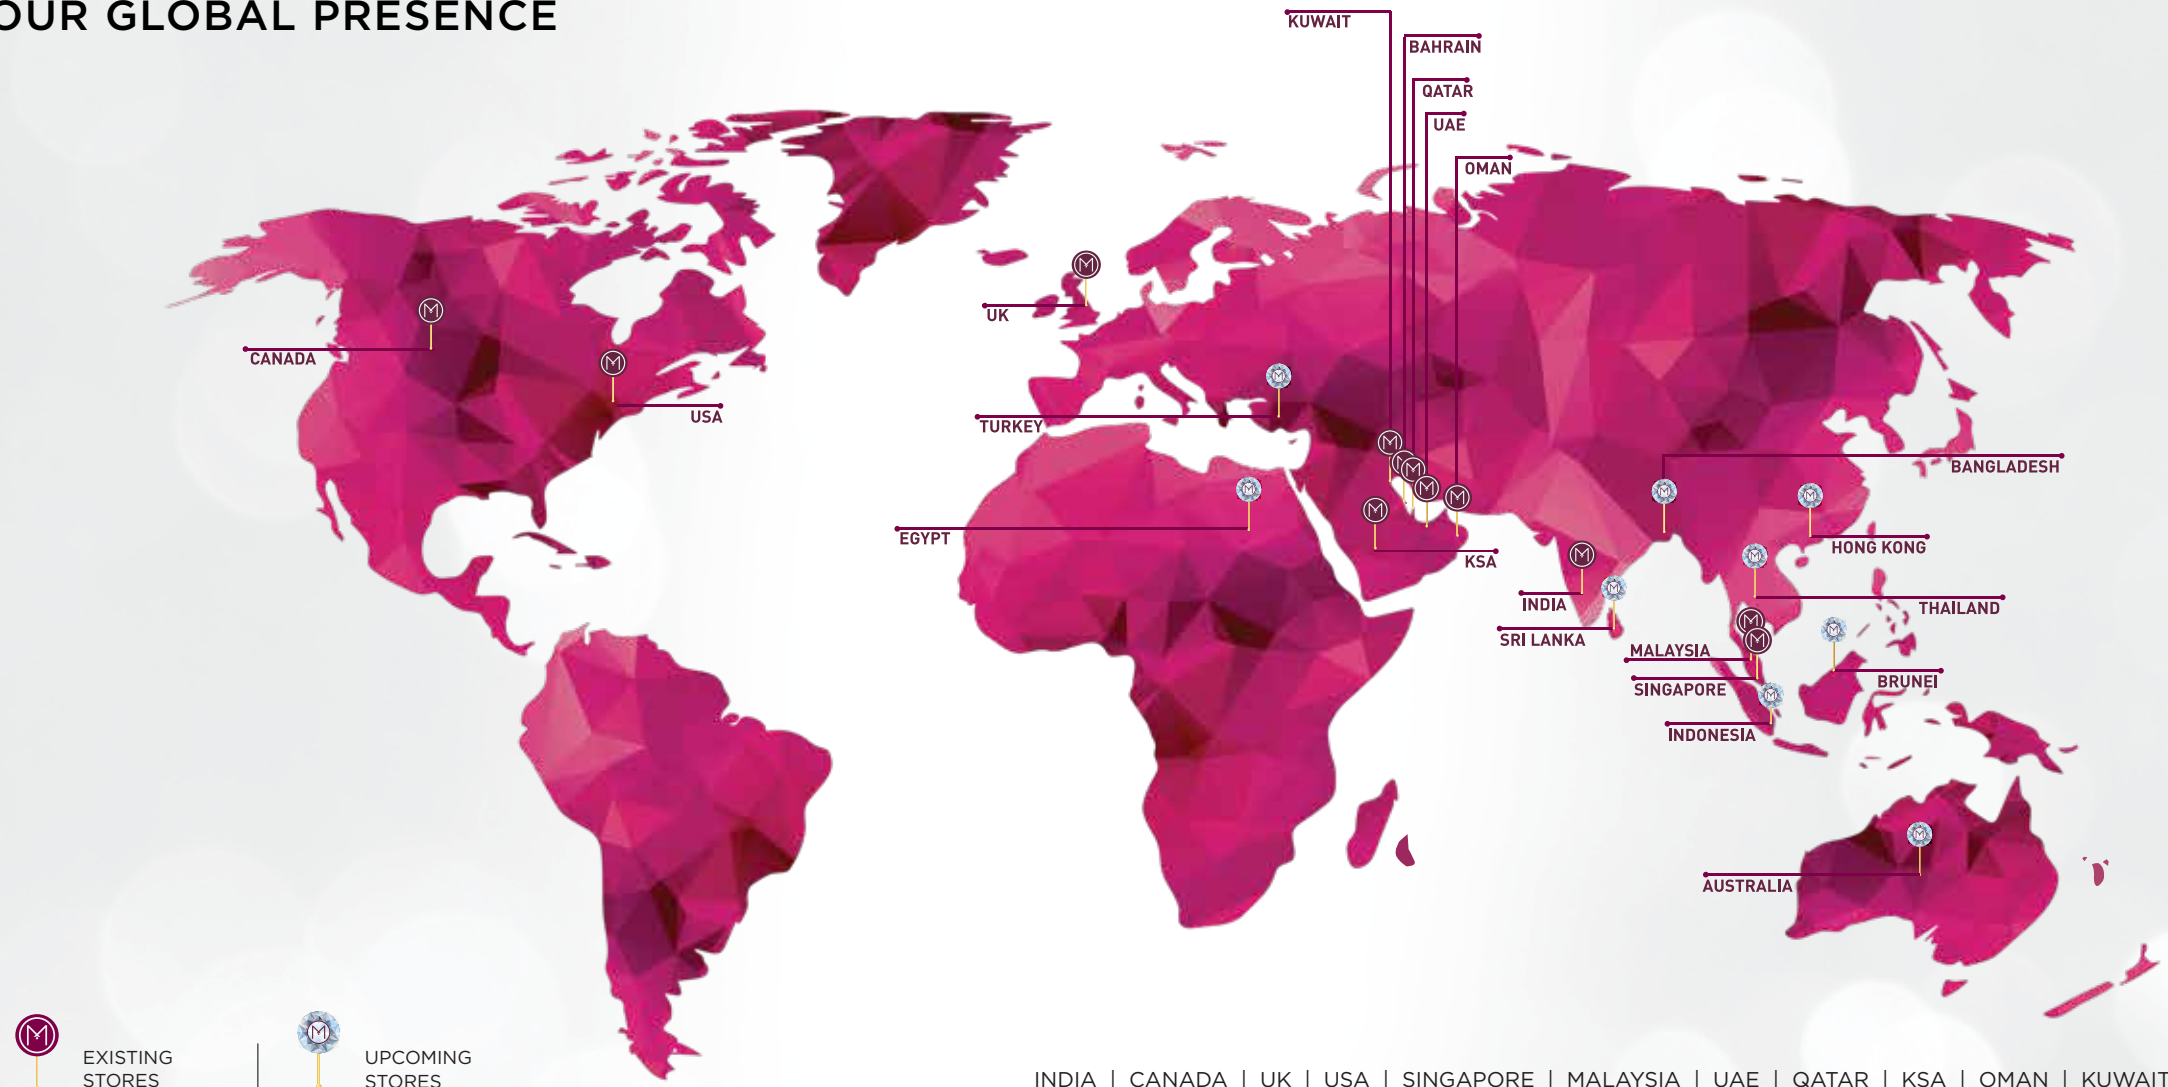 OUR GLOBAL PRESENCE
KUWAIT
BAHRAIN
QATAR
UAE
OMAN
UK
CANADA
USA
TURKEY
BANGLADESH
EGYPT
HONG KONG
KSA
INDIA
THAILAND
SRI LANKA
MALAYSIA
BRUNEI
SINGAPORE
INDONESIA
AUSTRALIA
EXISTING
STORES
UPCOMING
STORES
INDIA | CANADA | UK | USA | SINGAPORE | MALAYSIA | UAE | QATAR | KSA | OMAN | KUWAIT